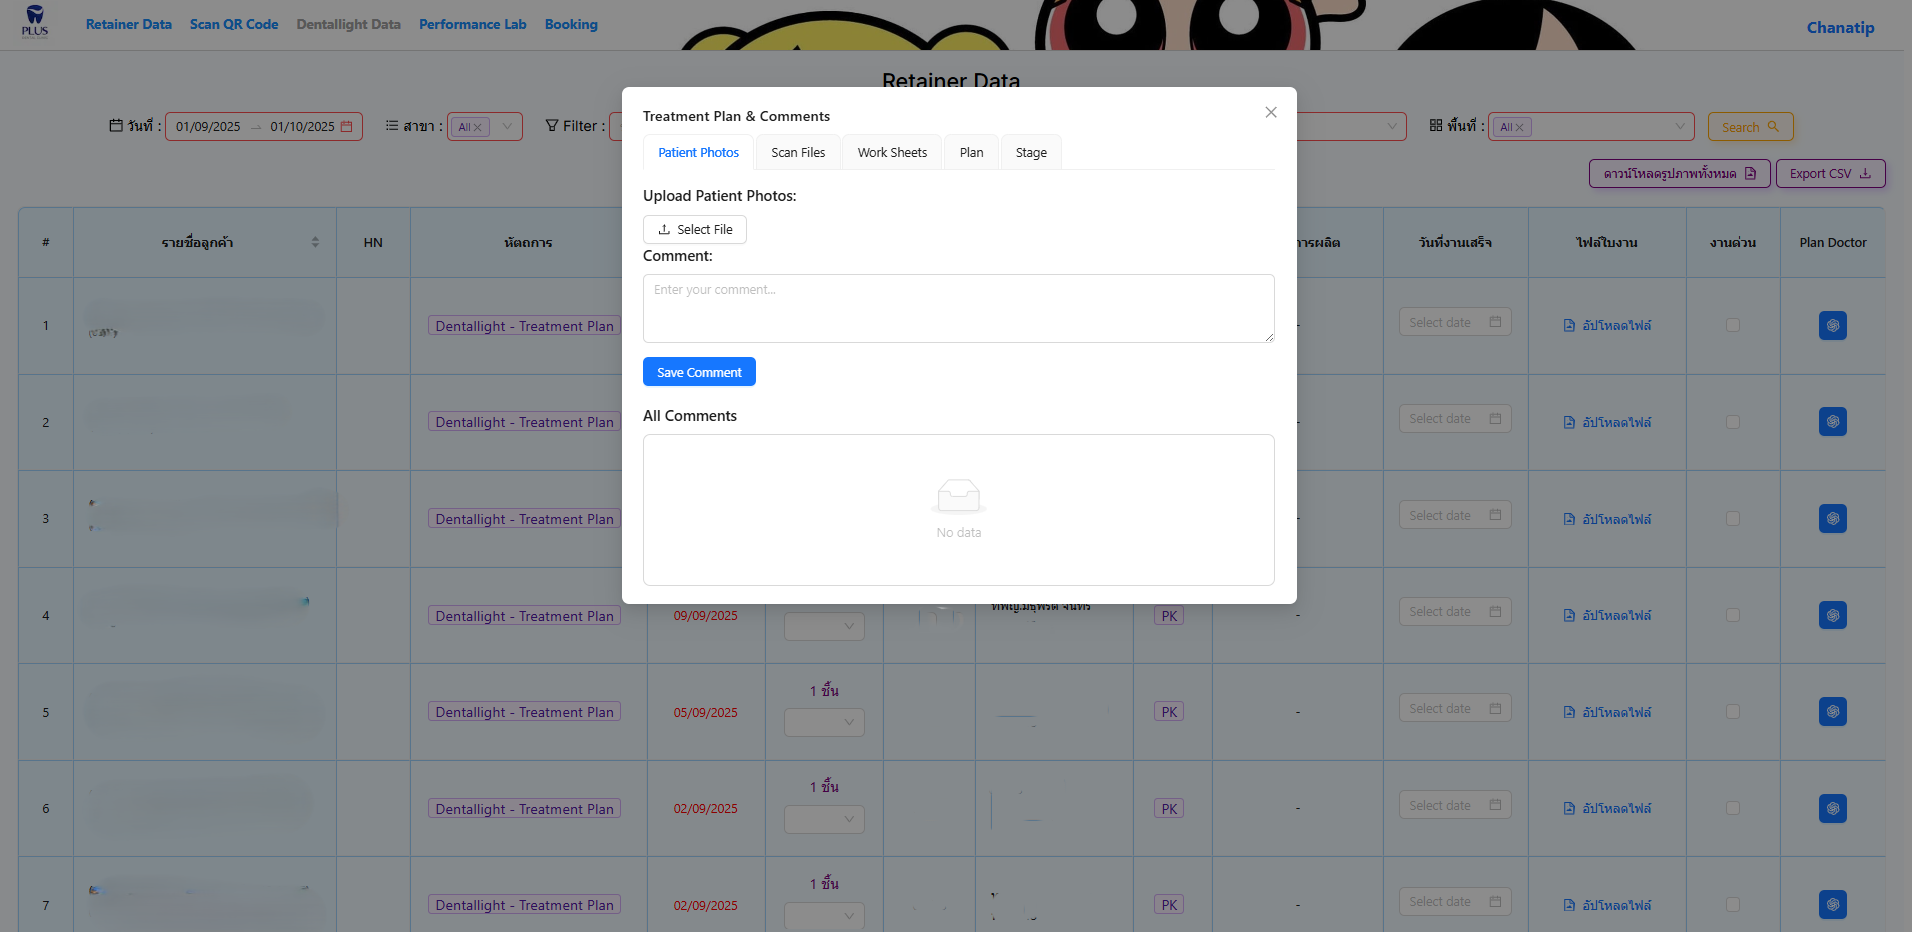 PLUS
Retainer Data
Scan QR Code
Dentallight Data
Performance Lab
Booking
Chanatip
Retainer Data
วันที่ :
01/09/2025
01/10/2025
สาขา :
All
Filter :
พื้นที่ :
All
Search
ดาวน์โหลดรูปภาพทั้งหมด
Export CSV
Treatment Plan & Comments
Patient Photos
Scan Files
Work Sheets
Plan
Stage
Upload Patient Photos:
Select File
Comment:
Enter your comment...
Save Comment
All Comments
No data
#
รายชื่อลูกค้า
HN
หัตถการ
การผลิต
วันที่งานเสร็จ
ไฟล์ใบงาน
งานด่วน
Plan Doctor
1
Dentallight - Treatment Plan
-
Select date
อัปโหลดไฟล์
2
Dentallight - Treatment Plan
-
Select date
อัปโหลดไฟล์
3
Dentallight - Treatment Plan
-
Select date
อัปโหลดไฟล์
4
Dentallight - Treatment Plan
09/09/2025
PK
-
Select date
อัปโหลดไฟล์
5
Dentallight - Treatment Plan
05/09/2025
1 ชิ้น
PK
-
Select date
อัปโหลดไฟล์
6
Dentallight - Treatment Plan
02/09/2025
1 ชิ้น
PK
-
Select date
อัปโหลดไฟล์
7
Dentallight - Treatment Plan
02/09/2025
1 ชิ้น
PK
-
Select date
อัปโหลดไฟล์